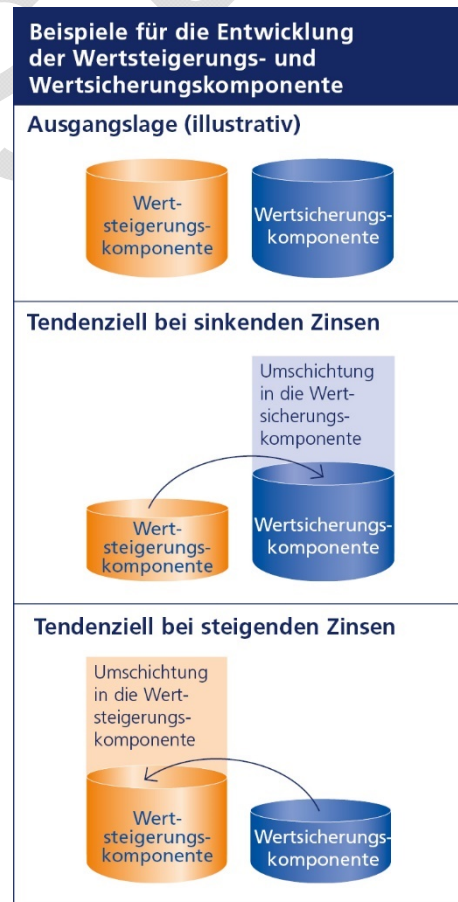 Beispiele für die Entwicklung
der Wertsteigerungs- und
Wertsicherungskomponente
Ausgangslage (illustrativ)
Wert-
steigerungs-
komponente
Wertsicherungs-
komponente
Tendenziell bei sinkenden Zinsen
Umschichtung
in die Wert-
sicherungs-
komponente
Wert-
steigerungs-
komponente
Wertsicherungs-
komponente
Tendenziell bei steigenden Zinsen
Umschichtung
in die Wert-
steigerungs-
komponente
Wert-
steigerungs-
komponente
Wertsicherungs-
komponente